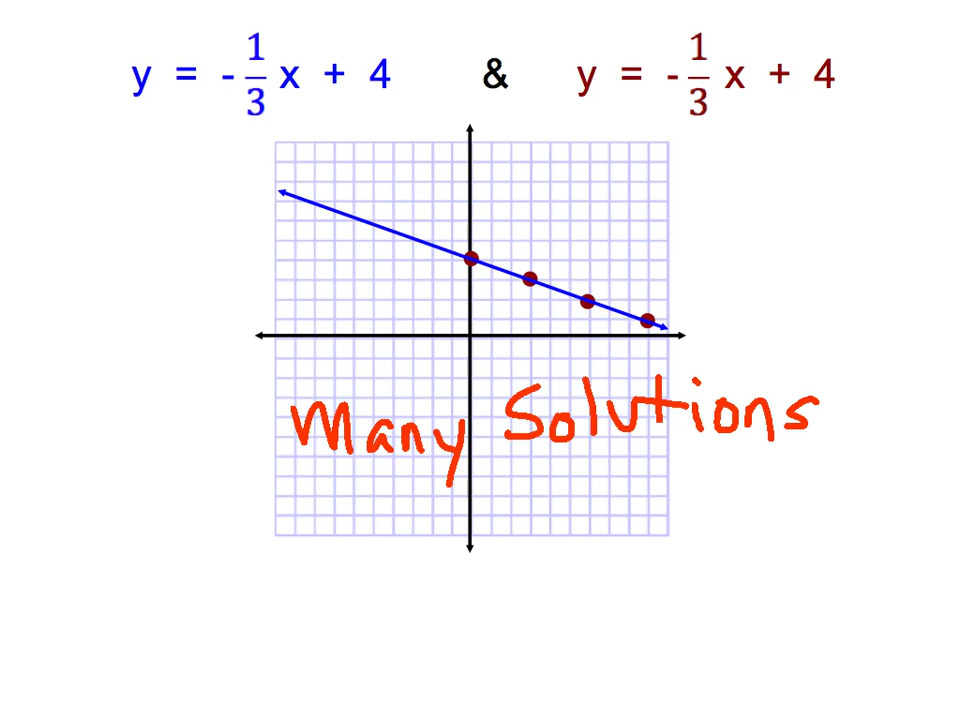 y = -1/3 x + 4 & y = -1/3 x + 4
Many Solutions